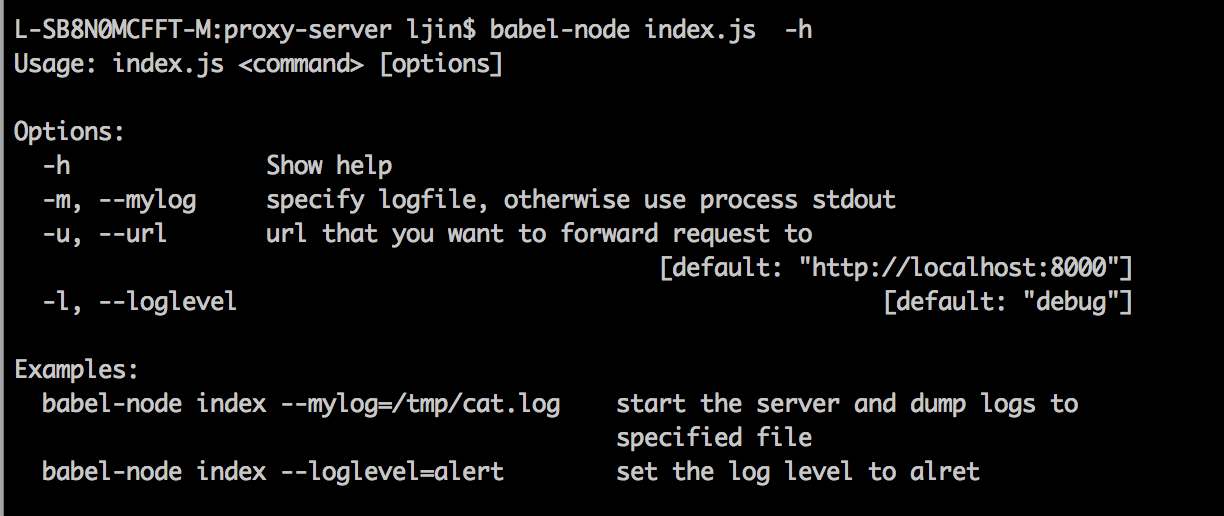 L-SB8N0MCFFT-M:proxy-server ljin$ babel-node index.js  -h
Usage: index.js <command> [options]
Options:
-h Show help
-m, --mylog specify logfile, otherwise use process stdout
-u, --url url that you want to forward request to
[default: "http://localhost:8000"]
-l, --loglevel [default: "debug"]
Examples:
babel-node index --mylog=/tmp/cat.log start the server and dump logs to
specified file
babel-node index --loglevel=alert set the log level to alret